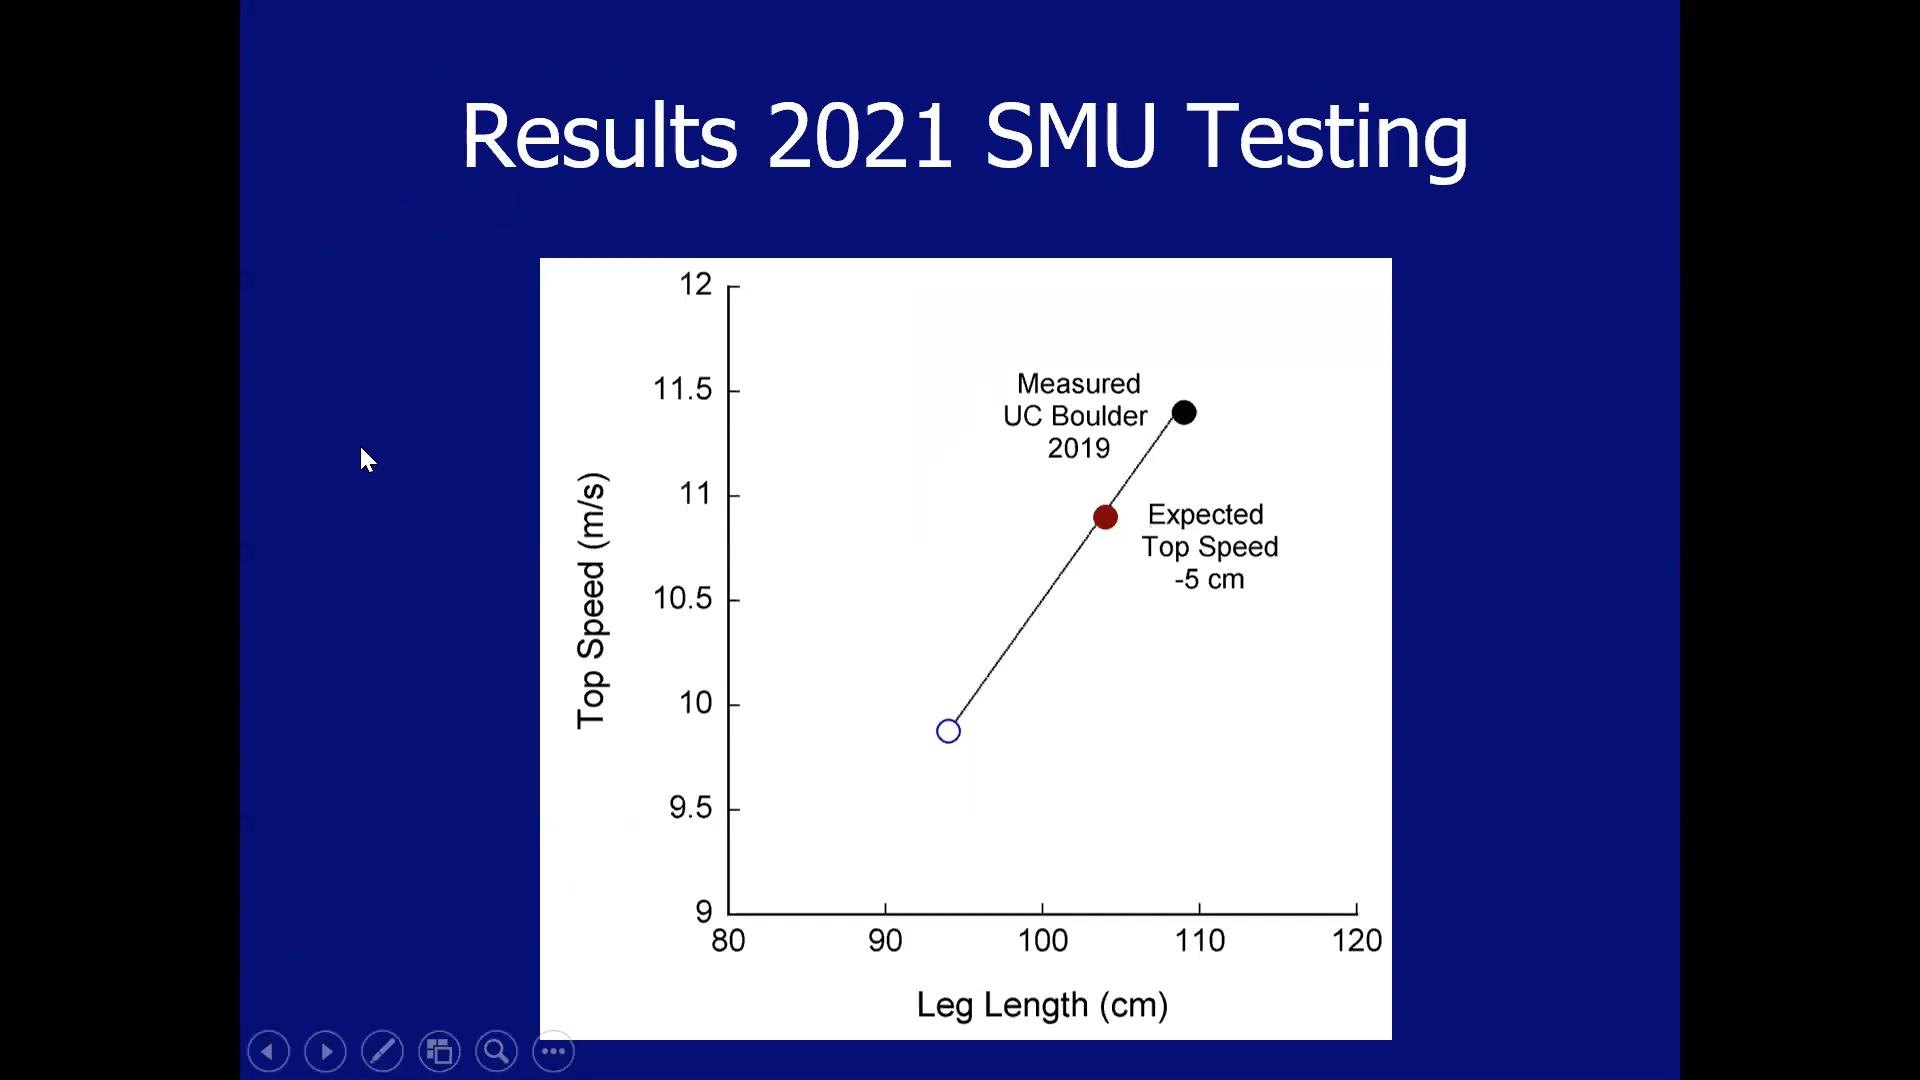 Results 2021 SMU Testing
12
11.5
11
10.5
10
9.5
9
Top Speed (m/s)
Measured
UC Boulder
2019
Expected
Top Speed
-5 cm
80 90 100 110 120
Leg Length (cm)